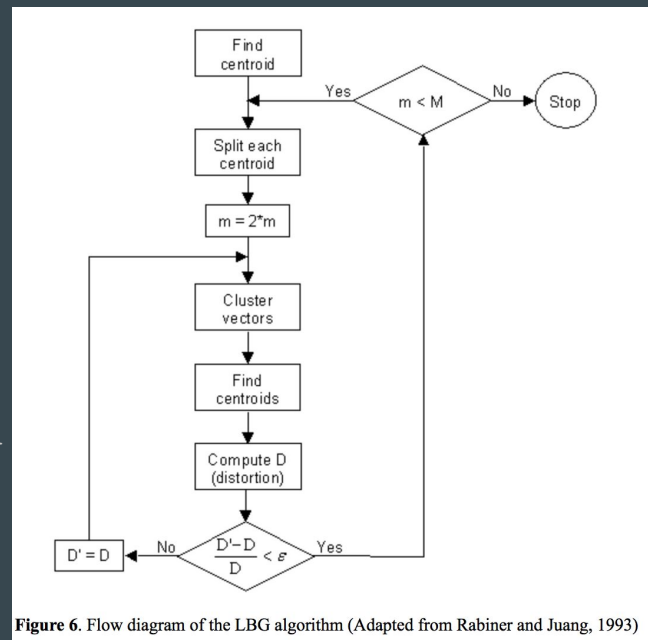 Find
centroid
Yes
m < M
No
Stop
Split each
centroid
m = 2*m
Cluster
vectors
Find
centroids
Compute D
(distortion)
D' = D
No
D'-D
D
< ε
Yes
Figure 6. Flow diagram of the LBG algorithm (Adapted from Rabiner and Juang, 1993)